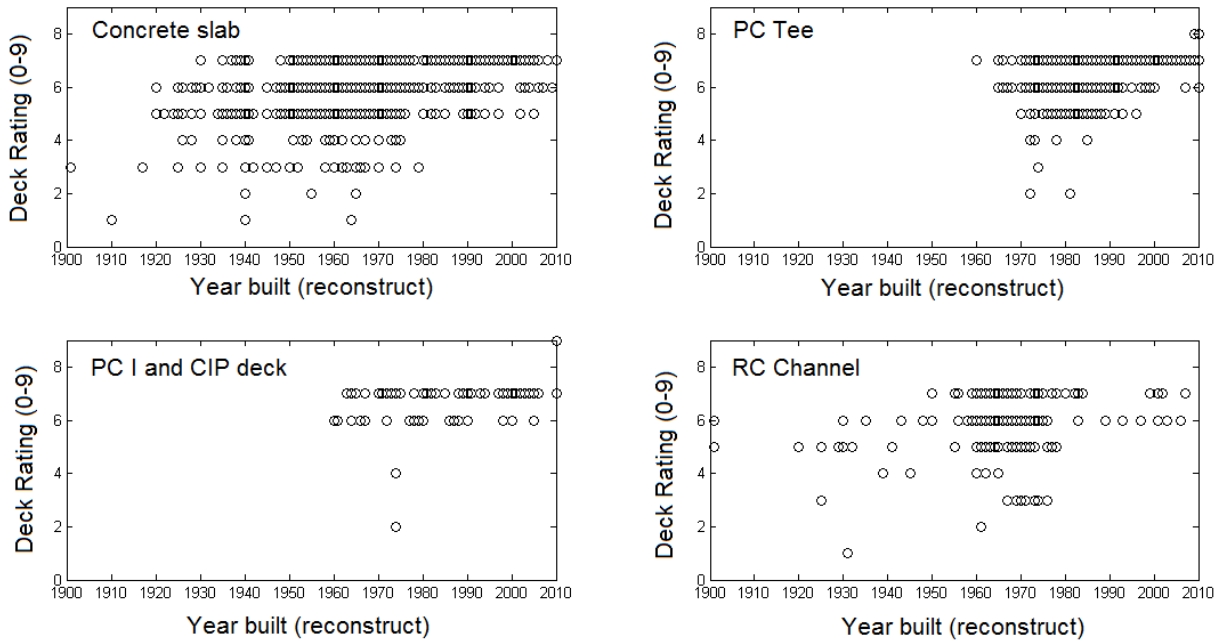 Concrete slab
Deck Rating (0-9)
8
6
4
2
0
1900 1910 1920 1930 1940 1950 1960 1970 1980 1990 2000 2010
Year built (reconstruct)
PC Tee
Deck Rating (0-9)
8
6
4
2
0
1900 1910 1920 1930 1940 1950 1960 1970 1980 1990 2000 2010
Year built (reconstruct)
PC I and CIP deck
Deck Rating (0-9)
8
6
4
2
0
1900 1910 1920 1930 1940 1950 1960 1970 1980 1990 2000 2010
Year built (reconstruct)
RC Channel
Deck Rating (0-9)
8
6
4
2
0
1900 1910 1920 1930 1940 1950 1960 1970 1980 1990 2000 2010
Year built (reconstruct)